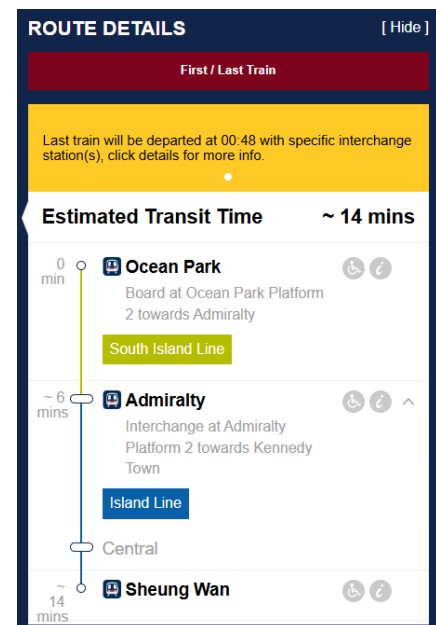 ROUTE DETAILS [ Hide ]
First / Last Train
Last train will be departed at 00:48 with specific interchange
station(s), click details for more info.
Estimated Transit Time ~ 14 mins
0
min
Ocean Park
Board at Ocean Park Platform
2 towards Admiralty
South Island Line
~ 6
mins
Admiralty
Interchange at Admiralty
Platform 2 towards Kennedy
Town
Island Line
Central
~
14
mins
Sheung Wan